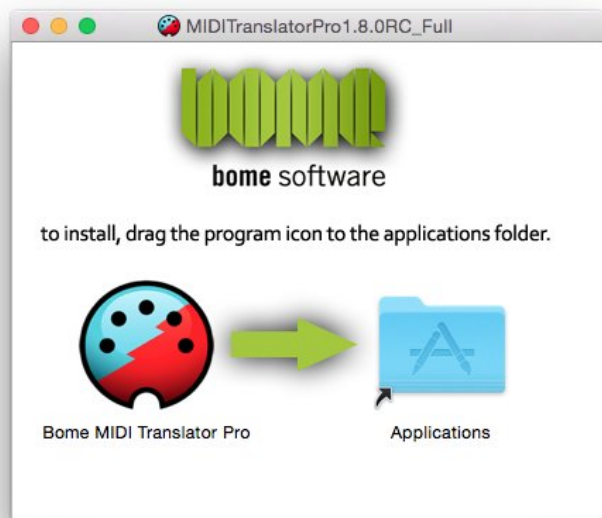 MIDITranslatorPro1.8.0RC_Full
bome
bome software
to install, drag the program icon to the applications folder.
Bome MIDI Translator Pro
Applications